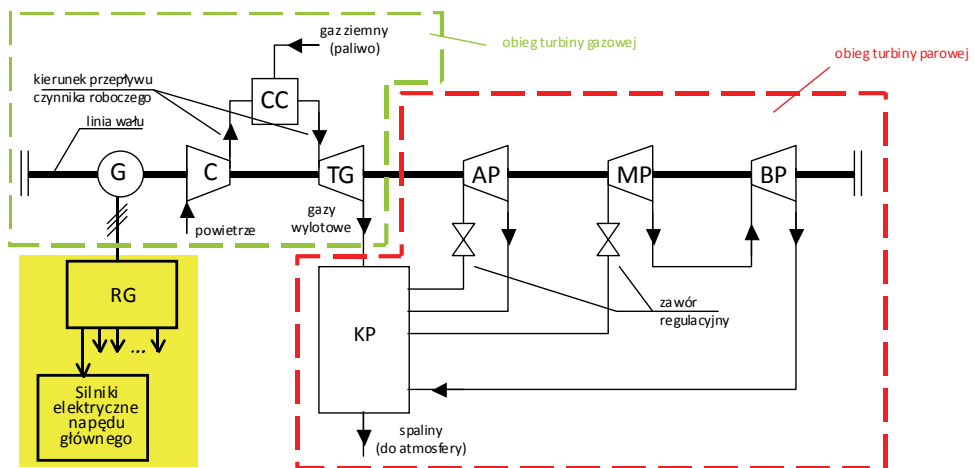 gaz ziemny
(paliwo)
obieg turbiny gazowej
obieg turbiny parowej
kierunek przepływu
czynnika roboczego
CC
linia wału
G
C
TG
AP
MP
BP
powietrze
gazy
wylotowe
RG
...
KP
zawór
regulacyjny
Silniki
elektryczne
napędu
głównego
spaliny
(do atmosfery)